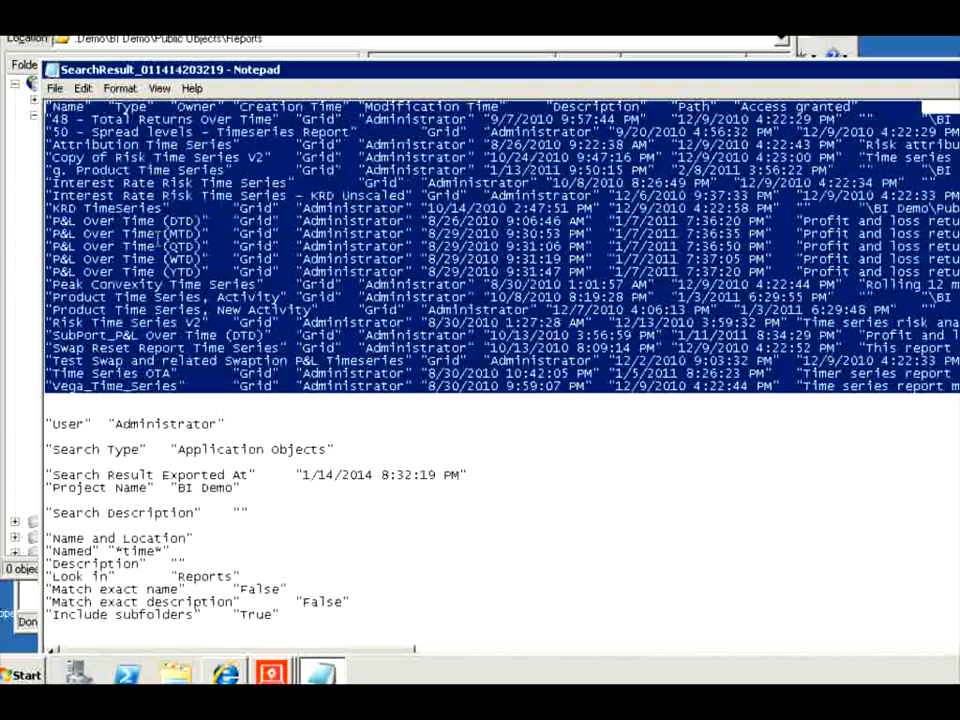 Location: .Demo\BI Demo\Public Objects\Reports
Folde
SearchResult_011414203219 - Notepad
File Edit Format View Help
"Name" "Type" "Owner" "Creation Time" "Modification Time" "Description" "Path" "Access granted"
"48 - Total Returns Over Time" "Grid" "Administrator" "9/7/2010 9:57:44 PM" "12/9/2010 4:22:29 PM" "" "\BI
"50 - Spread levels - Timeseries Report" "Grid" "Administrator" "9/20/2010 4:56:32 PM" "12/9/2010 4:22:29 PM"
"Attribution Time Series" "Grid" "Administrator" "8/26/2010 9:22:38 AM" "12/9/2010 4:22:43 PM" "Risk attribu
"Copy of Risk Time Series V2" "Grid" "Administrator" "10/24/2010 9:47:16 PM" "12/9/2010 4:23:00 PM" "Time series
"g. Product Time Series" "Grid" "Administrator" "1/13/2011 9:50:15 PM" "2/8/2011 3:56:22 PM" "" "\BI
"Interest Rate Risk Time Series" "Grid" "Administrator" "10/8/2010 8:26:49 PM" "12/9/2010 4:22:34 PM" ""
"Interest Rate Risk Time Series - KRD Unscaled "Grid" "Administrator" "12/6/2010 9:37:33 PM" "12/9/2010 4:22:33 PM"
"KRD TimeSeries" "Grid" "Administrator" "10/14/2010 2:47:51 PM" "12/9/2010 4:22:58 PM" "" "\BI Demo\Pub
"P&L Over Time (DTD)" "Grid" "Administrator" "8/26/2010 9:06:46 AM" "1/7/2011 7:36:20 PM" "Profit and loss retu
"P&L Over Time (MTD)" "Grid" "Administrator" "8/29/2010 9:30:53 PM" "1/7/2011 7:36:35 PM" "Profit and loss retu
"P&L Over Time (QTD)" "Grid" "Administrator" "8/29/2010 9:31:06 PM" "1/7/2011 7:36:50 PM" "Profit and loss retu
"P&L Over Time (WTD)" "Grid" "Administrator" "8/29/2010 9:31:19 PM" "1/7/2011 7:37:05 PM" "Profit and loss retu
"P&L Over Time (YTD)" "Grid" "Administrator" "8/29/2010 9:31:47 PM" "1/7/2011 7:37:20 PM" "Profit and loss retu
"Peak Convexity Time Series" "Grid" "Administrator" "8/30/2010 1:01:57 AM" "12/9/2010 4:22:44 PM" "Rolling 12 m
"Product Time Series, Activity" "Grid" "Administrator" "10/8/2010 8:19:28 PM" "1/3/2011 6:29:55 PM" "" "\BI
"Product Time Series, New Activity" "Grid" "Administrator" "12/7/2010 4:06:13 PM" "1/3/2011 6:29:48 PM" ""
"Risk Time Series V2" "Grid" "Administrator" "8/30/2010 1:27:28 AM" "12/13/2010 3:59:32 PM" "Time series risk ana
"SubPort_P&L Over Time (DTD)" "Grid" "Administrator" "10/13/2010 3:56:59 PM" "1/11/2011 8:34:29 PM" "Profit and l
"Swap Reset Report Time Series" "Grid" "Administrator" "10/13/2010 8:09:14 PM" "12/9/2010 4:22:52 PM" "This report
"Test Swap and related Swaption P&L Timeseries" "Grid" "Administrator" "12/2/2010 9:03:32 PM" "12/9/2010 4:22:33 PM"
"Time Series OTA" "Grid" "Administrator" "8/30/2010 10:42:05 PM" "1/5/2011 8:26:23 PM" "Timer series report
"Vega_Time_Series" "Grid" "Administrator" "8/30/2010 9:59:07 PM" "12/9/2010 4:22:44 PM" "Time series report m
"User" "Administrator"
"Search Type" "Application Objects"
"Search Result Exported At" "1/14/2014 8:32:19 PM"
"Project Name" "BI Demo"
"Search Description" ""
"Name and Location"
"Named" "*time*"
"Description" ""
"Look in" "Reports"
"Match exact name" "False"
"Match exact description" "False"
"Include subfolders" "True"
0 objec
Don
Start